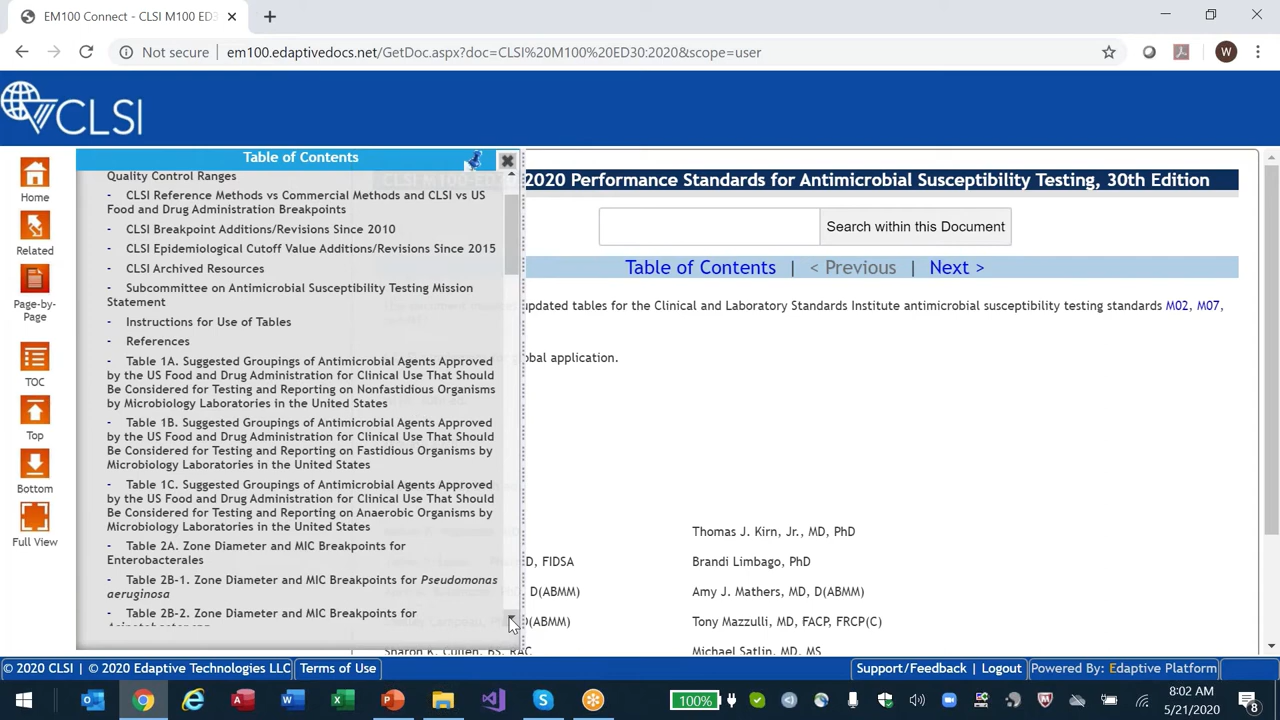 EM100 Connect - CLSI M100 ED3
Not secure
em100.edaptivedocs.net/GetDoc.aspx?doc=CLSI%20M100%20ED30:2020&scope=user
W
CLSI
Home
Related
Page-by-
Page
TOC
Top
Bottom
Full View
Table of Contents
Quality Control Ranges
- CLSI Reference Methods vs Commercial Methods and CLSI vs US
Food and Drug Administration Breakpoints
- CLSI Breakpoint Additions/Revisions Since 2010
- CLSI Epidemiological Cutoff Value Additions/Revisions Since 2015
- CLSI Archived Resources
- Subcommittee on Antimicrobial Susceptibility Testing Mission
Statement
- Instructions for Use of Tables
- References
- Table 1A. Suggested Groupings of Antimicrobial Agents Approved
by the US Food and Drug Administration for Clinical Use That Should
Be Considered for Testing and Reporting on Nonfastidious Organisms
by Microbiology Laboratories in the United States
- Table 1B. Suggested Groupings of Antimicrobial Agents Approved
by the US Food and Drug Administration for Clinical Use That Should
Be Considered for Testing and Reporting on Fastidious Organisms by
Microbiology Laboratories in the United States
- Table 1C. Suggested Groupings of Antimicrobial Agents Approved
by the US Food and Drug Administration for Clinical Use That Should
Be Considered for Testing and Reporting on Anaerobic Organisms by
Microbiology Laboratories in the United States
- Table 2A. Zone Diameter and MIC Breakpoints for
Enterobacterales
- Table 2B-1. Zone Diameter and MIC Breakpoints for Pseudomonas
aeruginosa
- Table 2B-2. Zone Diameter and MIC Breakpoints for
2020 Performance Standards for Antimicrobial Susceptibility Testing, 30th Edition
Search within this Document
Table of Contents | < Previous | Next >
updated tables for the Clinical and Laboratory Standards Institute antimicrobial susceptibility testing standards M02, M07,
obal application.
Thomas J. Kirn, Jr., MD, PhD
D, FIDSA Brandi Limbago, PhD
D(ABMM) Amy J. Mathers, MD, D(ABMM)
D(ABMM) Tony Mazzulli, MD, FACP, FRCP(C)
Sharon K. Cullen, BS, RAC Michael Satlin, MD, MS
© 2020 CLSI | © 2020 Edaptive Technologies LLC | Terms of Use
Support/Feedback | Logout | Powered By: Edaptive Platform
100%
8:02 AM
5/21/2020
8